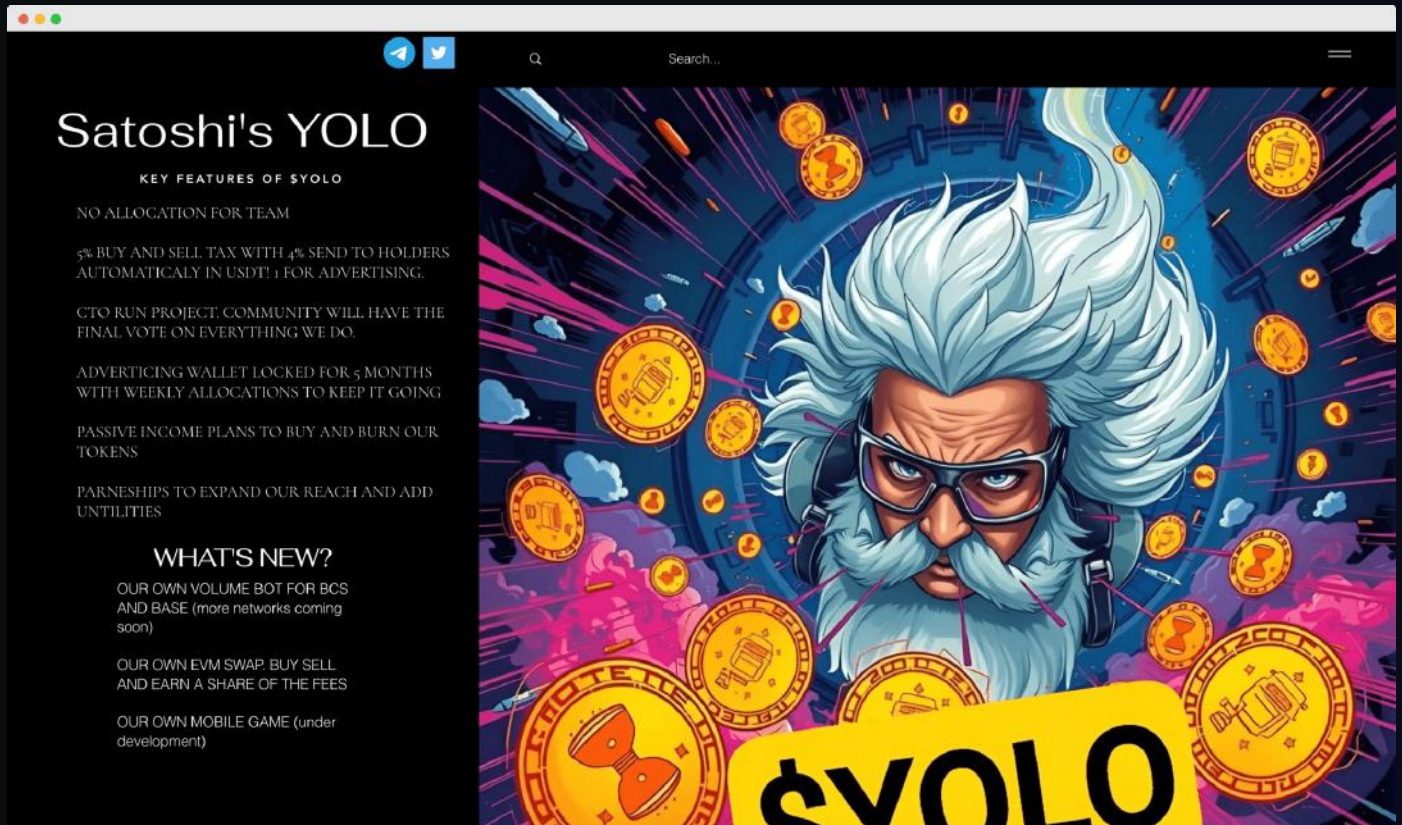 Search...
Satoshi's YOLO
KEY FEATURES OF $YOLO
NO ALLOCATION FOR TEAM
5% BUY AND SELL TAX WITH 4% SEND TO HOLDERS
AUTOMATICALY IN USDT! 1 FOR ADVERTISING.
CTO RUN PROJECT. COMMUNITY WILL HAVE THE
FINAL VOTE ON EVERYTHING WE DO.
ADVERTICING WALLET LOCKED FOR 5 MONTHS
WITH WEEKLY ALLOCATIONS TO KEEP IT GOING
PASSIVE INCOME PLANS TO BUY AND BURN OUR
TOKENS
PARNESHIPS TO EXPAND OUR REACH AND ADD
UNTILITIES
WHAT'S NEW?
OUR OWN VOLUME BOT FOR BCS
AND BASE (more networks coming
soon)
OUR OWN EVM SWAP. BUY SELL
AND EARN A SHARE OF THE FEES
OUR OWN MOBILE GAME (under
development)
$YOLO